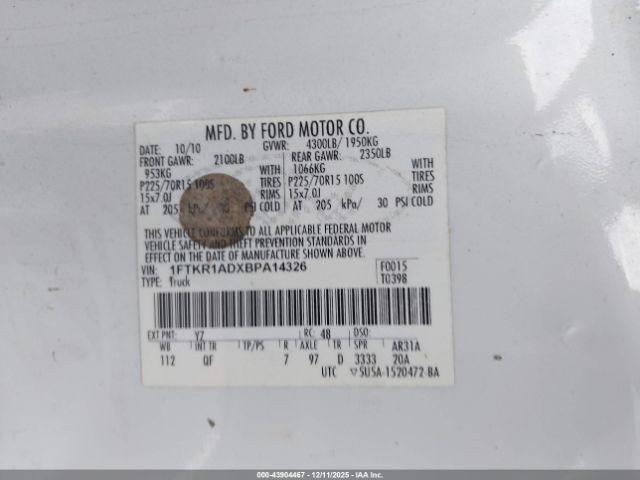 MFD. BY FORD MOTOR CO.
DATE: 10/10 GVWR: 4300LB/ 1950KG
FRONT GAWR: 2100LB REAR GAWR: 2350LB
953KG WITH 1066KG WITH
P225/70R15 100S TIRES P225/70R15 100S TIRES
15x7.0J RIMS 15x7.0J RIMS
AT 205 kPa/ 30 PSI COLD AT 205 kPa/ 30 PSI COLD
THIS VEHICLE CONFORMS TO ALL APPLICABLE FEDERAL MOTOR
VEHICLE SAFETY AND THEFT PREVENTION STANDARDS IN
EFFECT ON THE DATE OF MANUFACTURE SHOWN ABOVE.
VIN: 1FTKR1ADXBPA14326 F0015
TYPE: Truck T0398
EXT PNT: YZ RC: 48 DSO:
WB INT TR TP/PS R AXLE TR SPR AR31A
112 QF 7 97 D 3333 20A
UTC ▽5U5A-1520472-BA
000-43904467 - 12/11/2025 - IAA Inc.